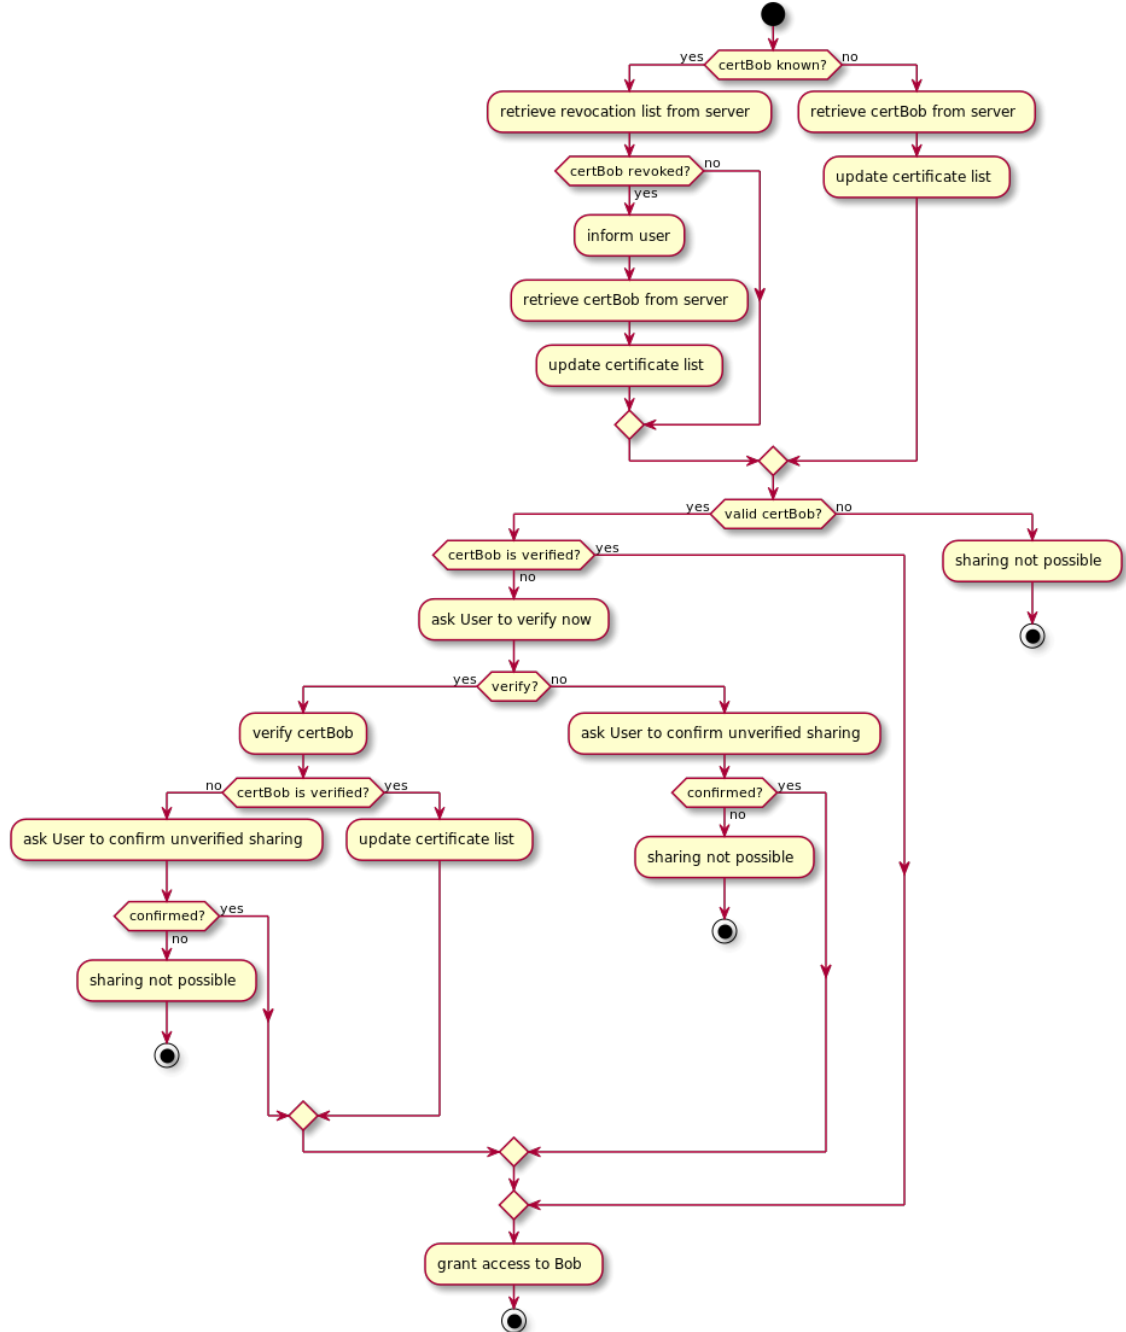 yes
certBob known?
no
retrieve revocation list from server
retrieve certBob from server
certBob revoked?
no
update certificate list
yes
inform user
retrieve certBob from server
update certificate list
yes
valid certBob?
no
certBob is verified?
yes
sharing not possible
no
ask User to verify now
yes
verify?
no
verify certBob
ask User to confirm unverified sharing
no
certBob is verified?
yes
confirmed?
yes
no
ask User to confirm unverified sharing
update certificate list
sharing not possible
confirmed?
yes
no
sharing not possible
grant access to Bob